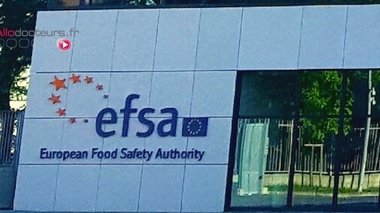 Allodocteurs.fr
efsa
European Food Safety Authority